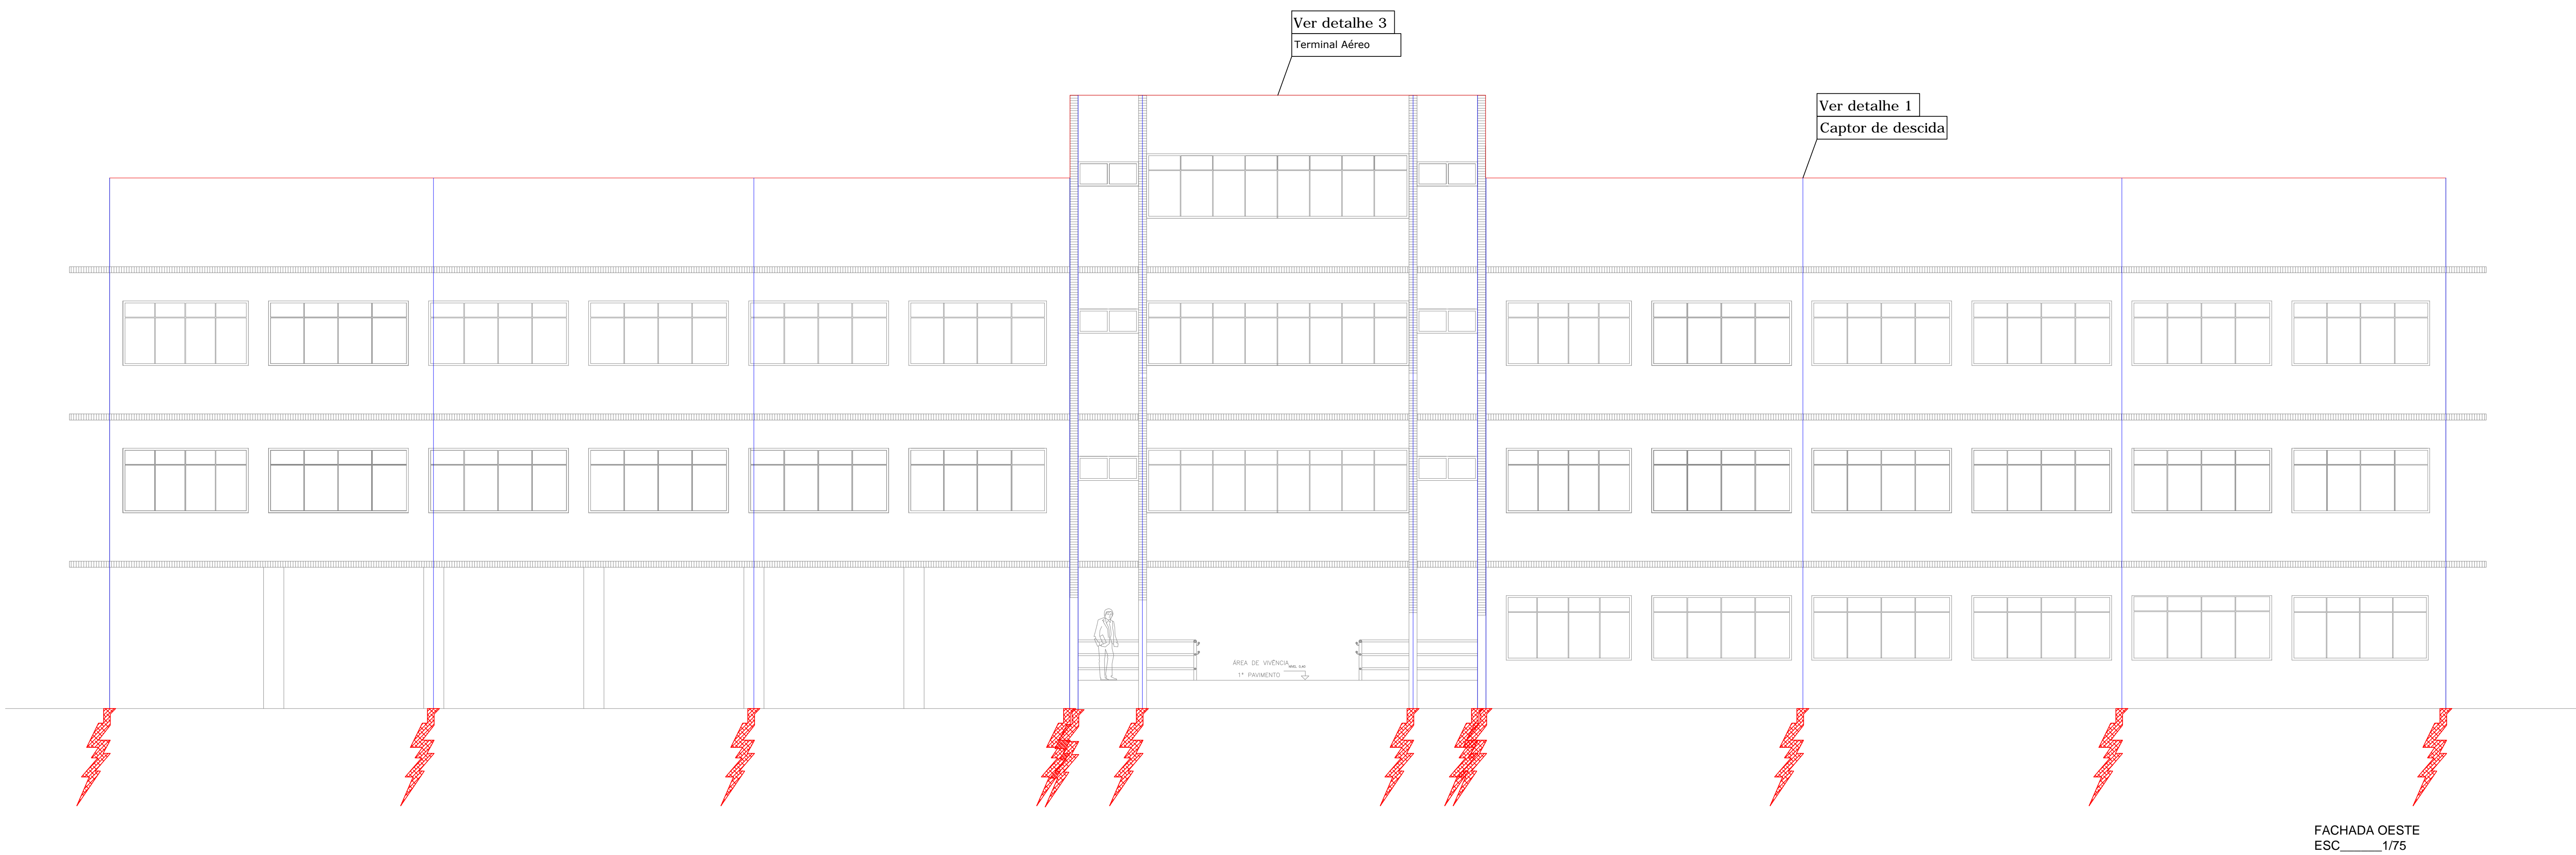 Ver detalhe 3
Terminal Aéreo
Ver detalhe 1
Captor de descida
ÁREA DE VIVÊNCIA
1º PAVIMENTO
FACHADA OESTE
ESC______1/75